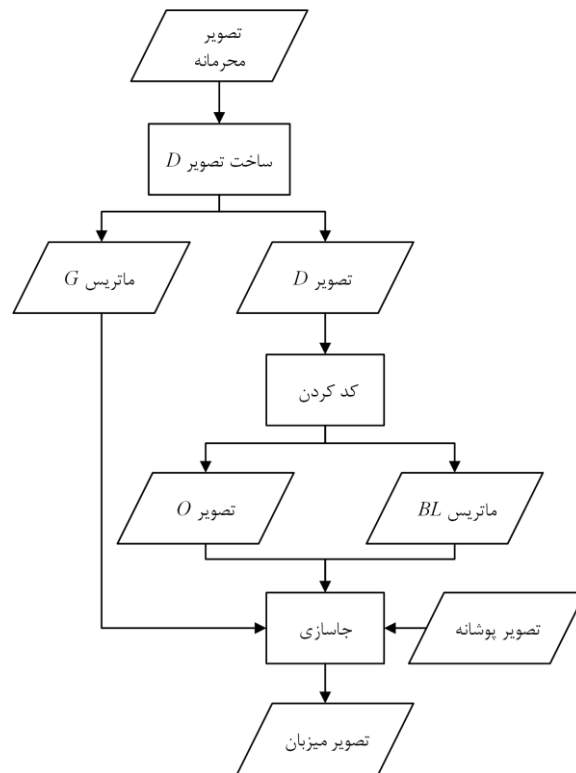 تصویر
محرمانه
ساخت تصویر D
ماتریس G
تصویر D
کد کردن
تصویر O
ماتریس BL
جاسازی
تصویر پوشانه
تصویر میزبان